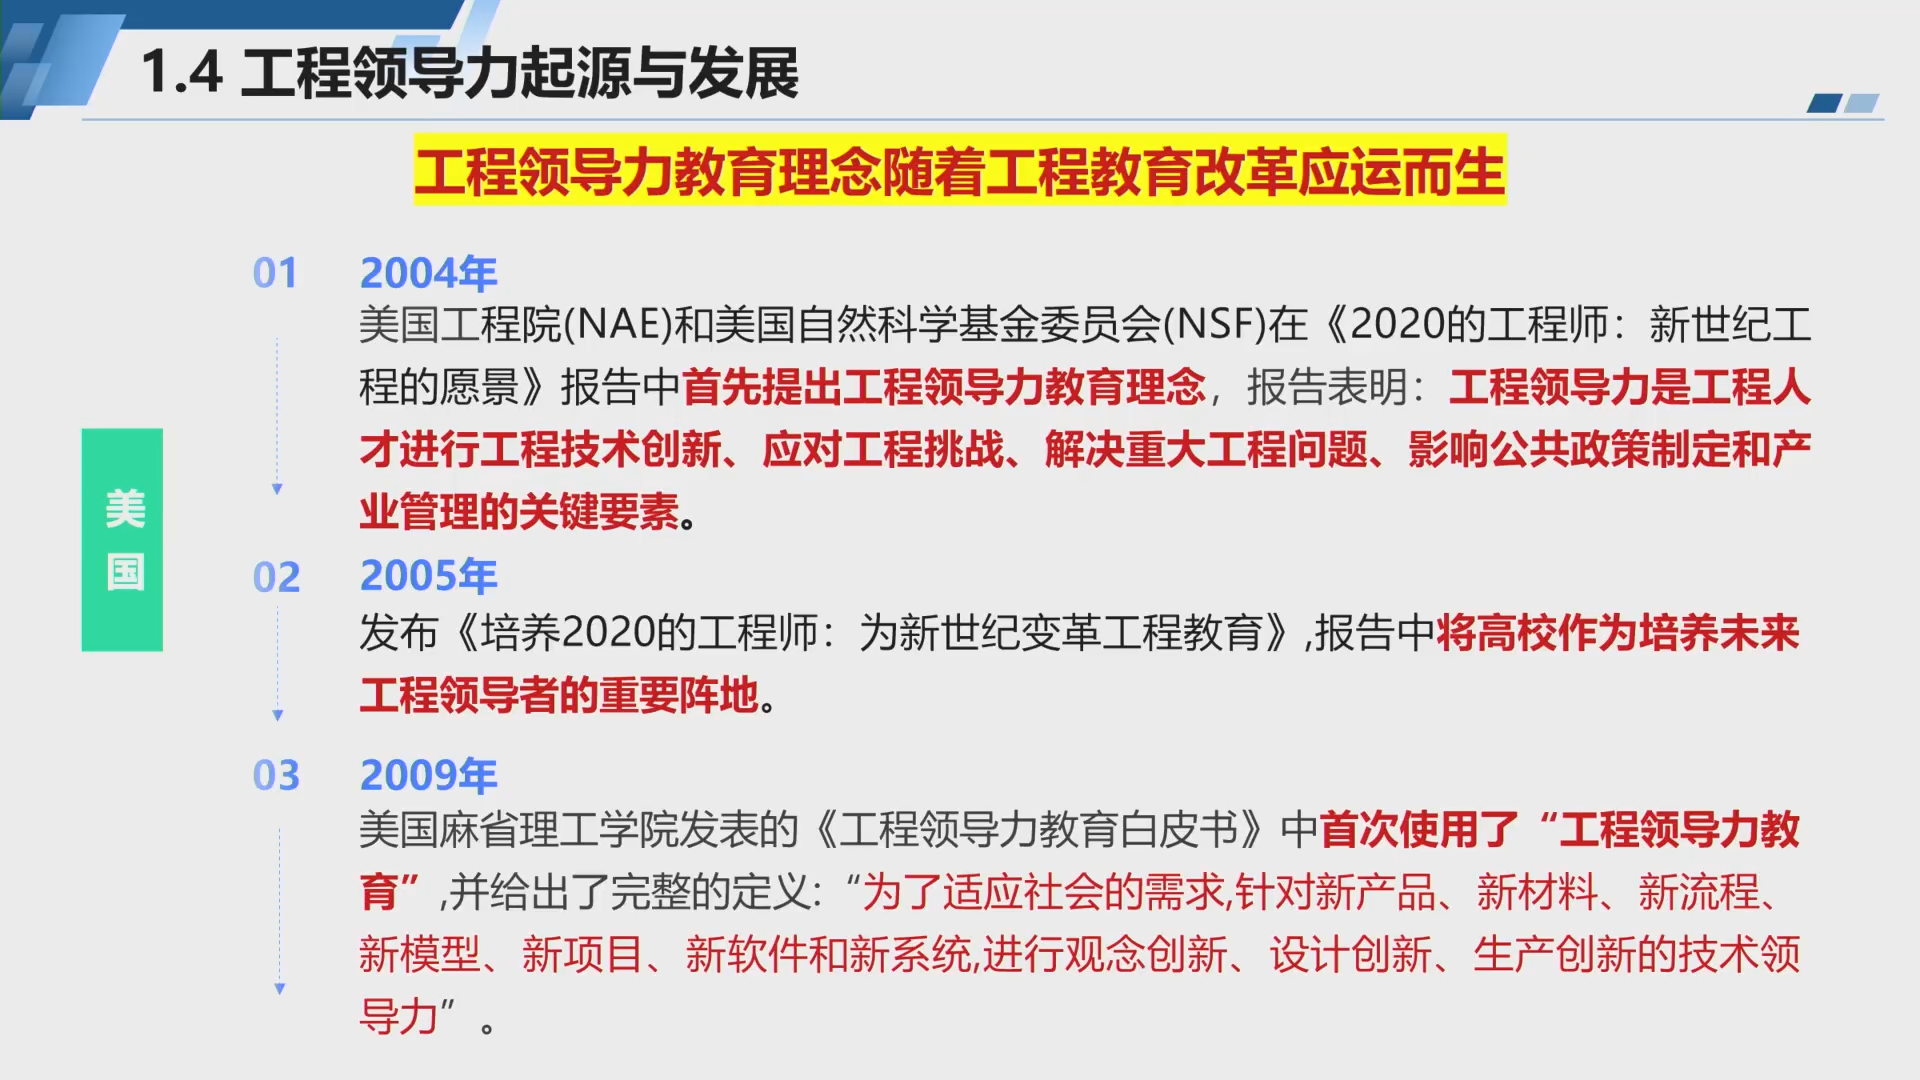 1.4 工程领导力起源与发展
工程领导力教育理念随着工程教育改革应运而生
美
国
01 2004年
美国工程院(NAE)和美国自然科学基金委员会(NSF)在《2020的工程师：新世纪工
程的愿景》报告中首先提出工程领导力教育理念，报告表明：工程领导力是工程人
才进行工程技术创新、应对工程挑战、解决重大工程问题、影响公共政策制定和产
业管理的关键要素。
02 2005年
发布《培养2020的工程师：为新世纪变革工程教育》,报告中将高校作为培养未来
工程领导者的重要阵地。
03 2009年
美国麻省理工学院发表的《工程领导力教育白皮书》中首次使用了“工程领导力教
育”,并给出了完整的定义:“为了适应社会的需求,针对新产品、新材料、新流程、
新模型、新项目、新软件和新系统,进行观念创新、设计创新、生产创新的技术领
导力”。